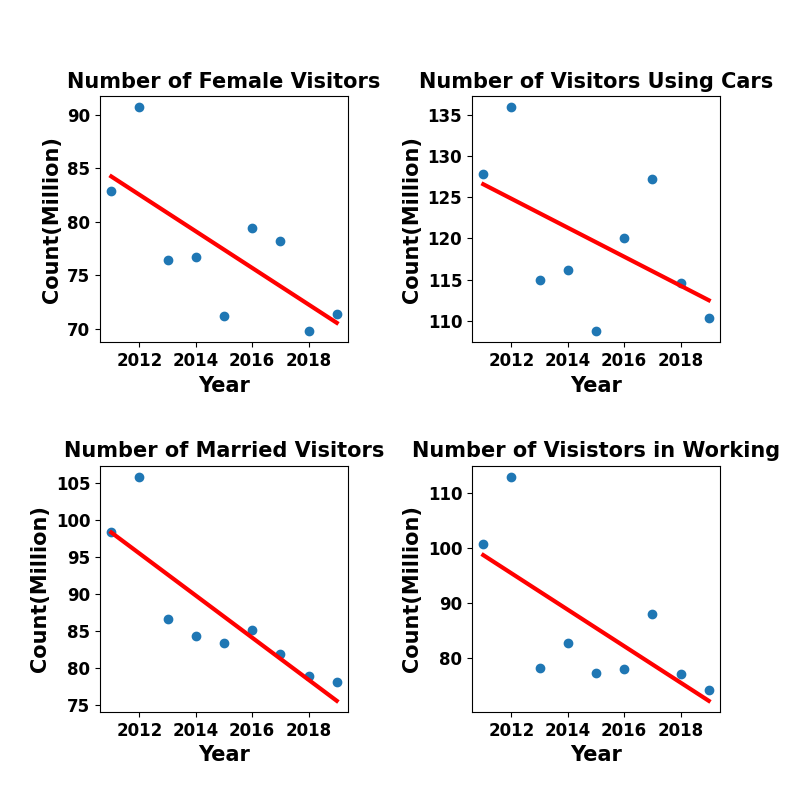 Number of Female Visitors
Count(Million)
90
85
80
75
70
2012 2014 2016 2018
Year
Number of Visitors Using Cars
Count(Million)
135
130
125
120
115
110
2012 2014 2016 2018
Year
Number of Married Visitors
Count(Million)
105
100
95
90
85
80
75
2012 2014 2016 2018
Year
Number of Visistors in Working
Count(Million)
110
100
90
80
2012 2014 2016 2018
Year